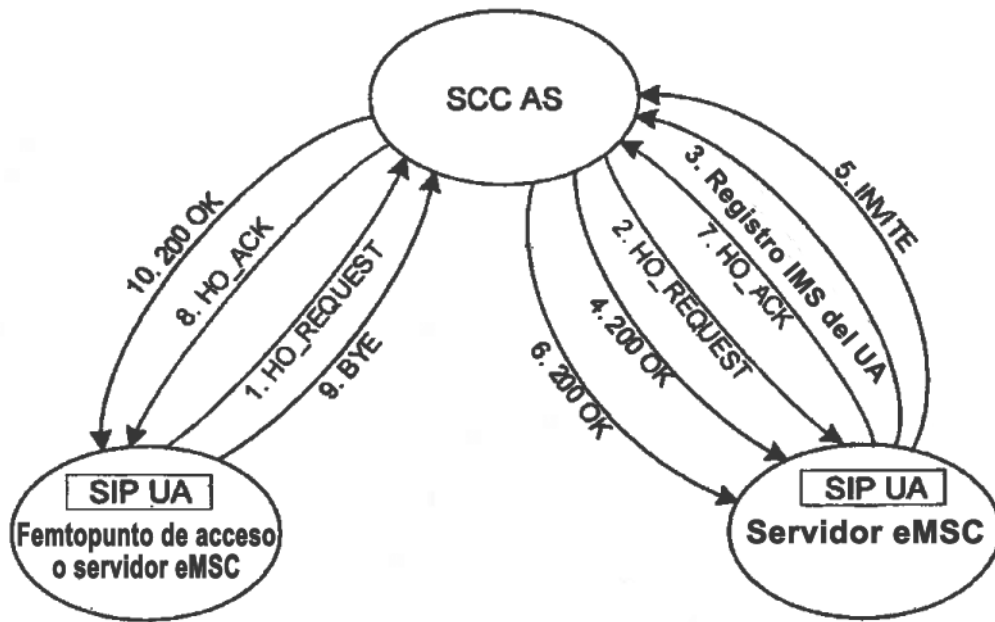 SCC AS
10. 200 OK
8. HO_ACK
1. HO_REQUEST
9. BYE
6. 200 OK
4. 200 OK
2. HO_REQUEST
7. HO_ACK
3. Registro IMS del UA
5. INVITE
SIP UA
Femtopunto de acceso
o servidor eMSC
SIP UA
Servidor eMSC